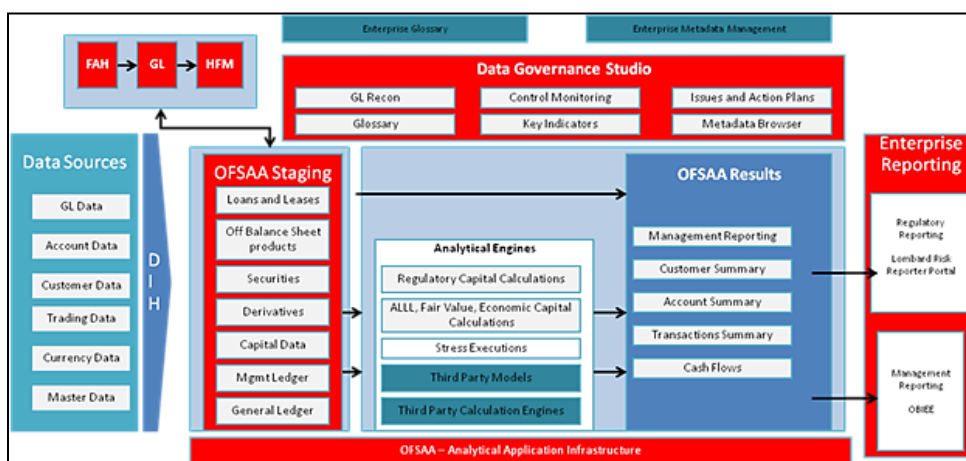 Enterprise Glossary
Enterprise Metadata Management
FAH
GL
HFM
Data Governance Studio
GL Recon
Control Monitoring
Issues and Action Plans
Glossary
Key Indicators
Metadata Browser
Data Sources
GL Data
Account Data
Customer Data
Trading Data
Currency Data
Master Data
D
I
H
OFSAA Staging
Loans and Leases
Off Balance Sheet
products
Securities
Derivatives
Capital Data
Mgmt Ledger
General Ledger
Analytical Engines
Regulatory Capital Calculations
ALLL, Fair Value, Economic Capital
Calculations
Stress Executions
Third Party Models
Third Party Calculation Engines
OFSAA Results
Management Reporting
Customer Summary
Account Summary
Transactions Summary
Cash Flows
Enterprise
Reporting
Regulatory
Reporting
Lombard Risk
Reporter Portal
Management
Reporting
OBIEE
OFSAA – Analytical Application Infrastructure